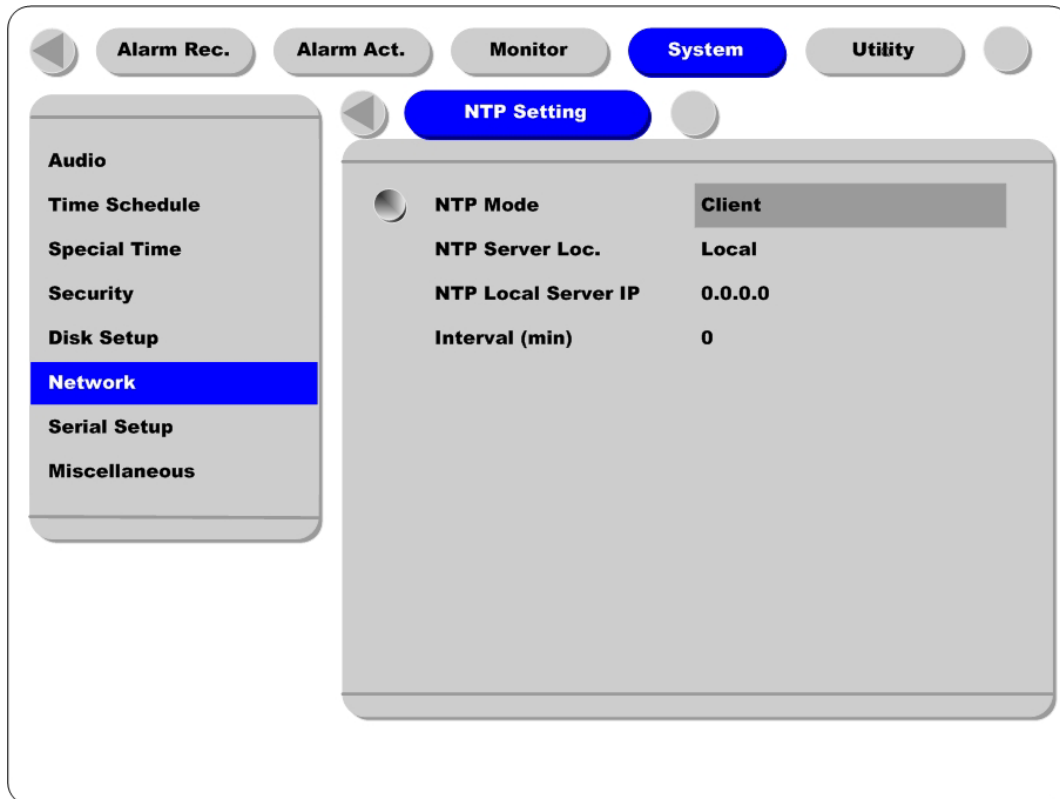 Alarm Rec. Alarm Act. Monitor System Utility
NTP Setting
Audio
Time Schedule
Special Time
Security
Disk Setup
Network
Serial Setup
Miscellaneous
NTP Mode Client
NTP Server Loc. Local
NTP Local Server IP 0.0.0.0
Interval (min) 0